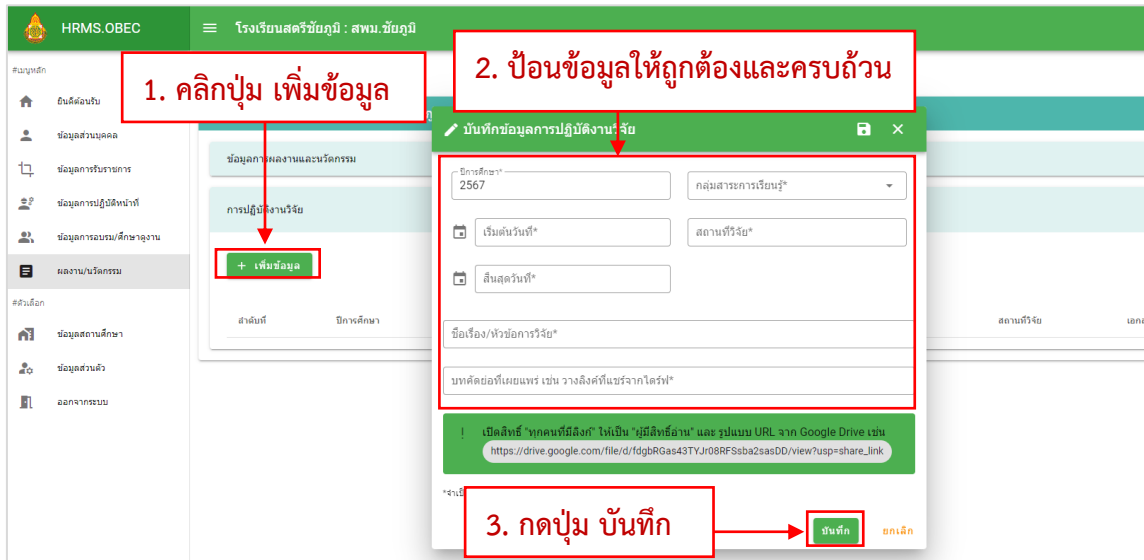 HRMS.OBEC
โรงเรียนสตรีชัยภูมิ : สพม.ชัยภูมิ
2. ป้อนข้อมูลให้ถูกต้องและครบถ้วน
1. คลิกปุ่ม เพิ่มข้อมูล
#เมนูหลัก
ยินดีต้อนรับ
ข้อมูลส่วนบุคคล
ข้อมูลการรับราชการ
ข้อมูลการปฏิบัติหน้าที่
ข้อมูลการอบรม/ศึกษาดูงาน
ผลงาน/นวัตกรรม
#ตัวเลือก
ข้อมูลสถานศึกษา
ข้อมูลส่วนตัว
ออกจากระบบ
ข้อมูลการผลงานและนวัตกรรม
การปฏิบัติงานวิจัย
+ เพิ่มข้อมูล
ลำดับที่ ปีการศึกษา สถานที่วิจัย
บันทึกข้อมูลการปฏิบัติงานวิจัย
ปีการศึกษา*
2567
กลุ่มสาระการเรียนรู้*
เริ่มต้นวันที่*
สถานที่วิจัย*
สิ้นสุดวันที่*
ชื่อเรื่อง/หัวข้อการวิจัย*
บทคัดย่อที่เผยแพร่ เช่น วางลิงค์ที่แชร์จากไดร์ฟ*
! เปิดสิทธิ์ "ทุกคนที่มีลิงก์" ให้เป็น "ผู้มีสิทธิ์อ่าน" และ รูปแบบ URL จาก Google Drive เช่น
https://drive.google.com/file/d/fdgbRGas43TYJr08RFSsba2sasDD/view?usp=share_link
3. กดปุ่ม บันทึก
บันทึก
ยกเลิก